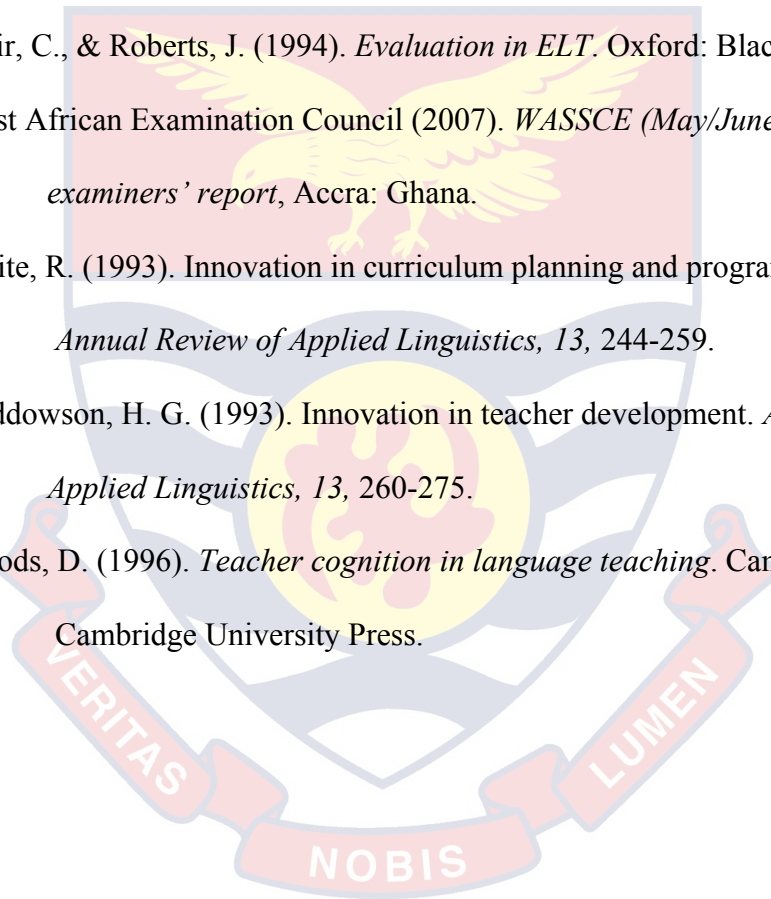 ir, C., & Roberts, J. (1994). Evaluation in ELT. Oxford: Blac
st African Examination Council (2007). WASSCE (May/June
examiners' report, Accra: Ghana.
ite, R. (1993). Innovation in curriculum planning and progra
Annual Review of Applied Linguistics, 13, 244-259.
ddowson, H. G. (1993). Innovation in teacher development. A
Applied Linguistics, 13, 260-275.
ods, D. (1996). Teacher cognition in language teaching. Can
Cambridge University Press.
VERITAS
NOBIS
LUMEN